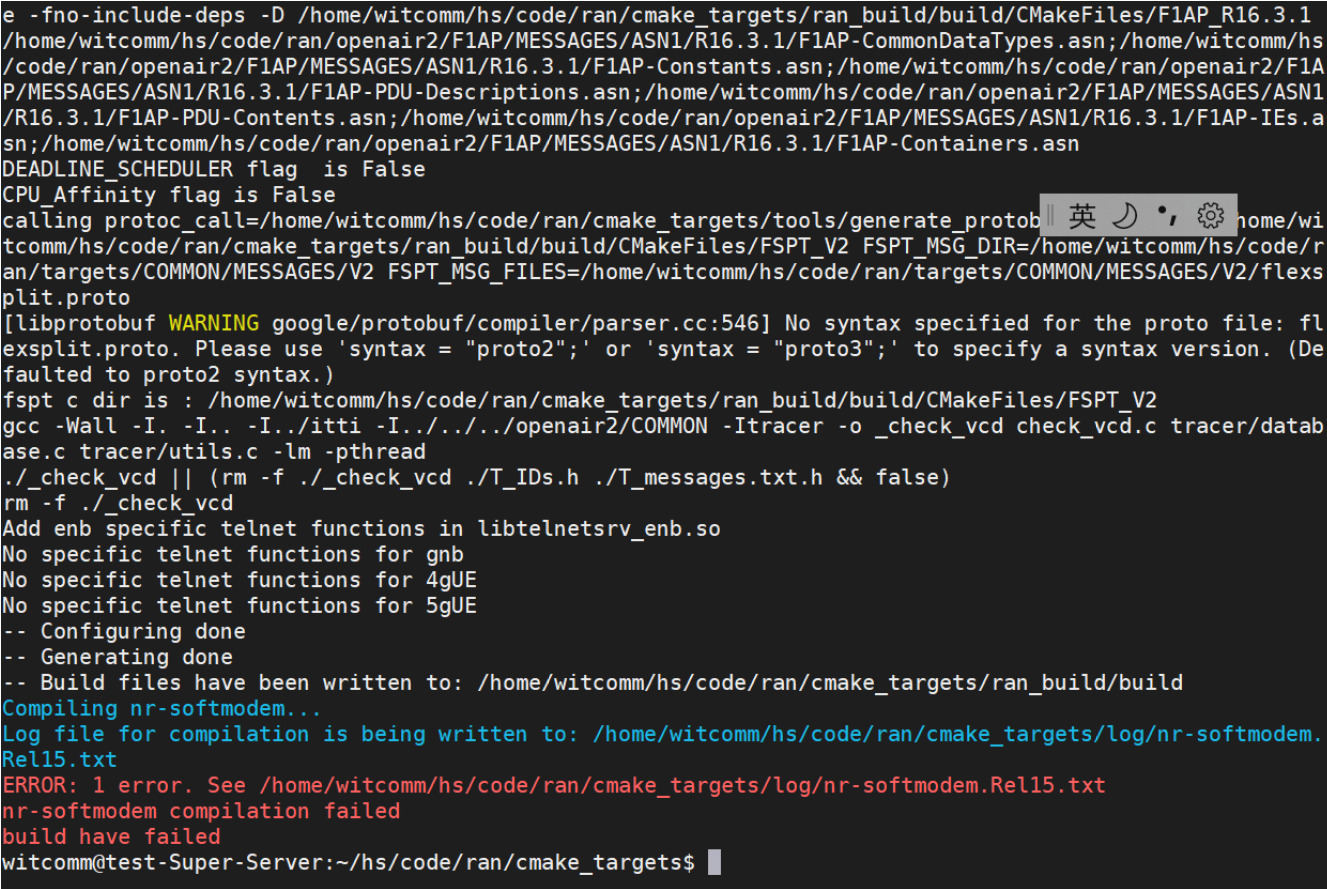 e -fno-include-deps -D /home/witcomm/hs/code/ran/cmake_targets/ran_build/build/CMakeFiles/F1AP_R16.3.1
/home/witcomm/hs/code/ran/openair2/F1AP/MESSAGES/ASN1/R16.3.1/F1AP-CommonDataTypes.asn;/home/witcomm/hs
/code/ran/openair2/F1AP/MESSAGES/ASN1/R16.3.1/F1AP-Constants.asn;/home/witcomm/hs/code/ran/openair2/F1A
P/MESSAGES/ASN1/R16.3.1/F1AP-PDU-Descriptions.asn;/home/witcomm/hs/code/ran/openair2/F1AP/MESSAGES/ASN1
/R16.3.1/F1AP-PDU-Contents.asn;/home/witcomm/hs/code/ran/openair2/F1AP/MESSAGES/ASN1/R16.3.1/F1AP-IEs.a
sn;/home/witcomm/hs/code/ran/openair2/F1AP/MESSAGES/ASN1/R16.3.1/F1AP-Containers.asn
DEADLINE_SCHEDULER flag  is False
CPU_Affinity flag is False
calling protoc_call=/home/witcomm/hs/code/ran/cmake_targets/tools/generate_protob 英 home/wi
tcomm/hs/code/ran/cmake_targets/ran_build/build/CMakeFiles/FSPT_V2 FSPT_MSG_DIR=/home/witcomm/hs/code/r
an/targets/COMMON/MESSAGES/V2 FSPT_MSG_FILES=/home/witcomm/hs/code/ran/targets/COMMON/MESSAGES/V2/flexs
plit.proto
[libprotobuf WARNING google/protobuf/compiler/parser.cc:546] No syntax specified for the proto file: fl
exsplit.proto. Please use 'syntax = "proto2";' or 'syntax = "proto3";' to specify a syntax version. (De
faulted to proto2 syntax.)
fspt c dir is : /home/witcomm/hs/code/ran/cmake_targets/ran_build/build/CMakeFiles/FSPT_V2
gcc -Wall -I. -I.. -I../itti -I../../../openair2/COMMON -Itracer -o _check_vcd check_vcd.c tracer/datab
ase.c tracer/utils.c -lm -pthread
./_check_vcd || (rm -f ./_check_vcd ./T_IDs.h ./T_messages.txt.h && false)
rm -f ./_check_vcd
Add enb specific telnet functions in libtelnetsrv_enb.so
No specific telnet functions for gnb
No specific telnet functions for 4gUE
No specific telnet functions for 5gUE
-- Configuring done
-- Generating done
-- Build files have been written to: /home/witcomm/hs/code/ran/cmake_targets/ran_build/build
Compiling nr-softmodem...
Log file for compilation is being written to: /home/witcomm/hs/code/ran/cmake_targets/log/nr-softmodem.
Rel15.txt
ERROR: 1 error. See /home/witcomm/hs/code/ran/cmake_targets/log/nr-softmodem.Rel15.txt
nr-softmodem compilation failed
build have failed
witcomm@test-Super-Server:~/hs/code/ran/cmake_targets$